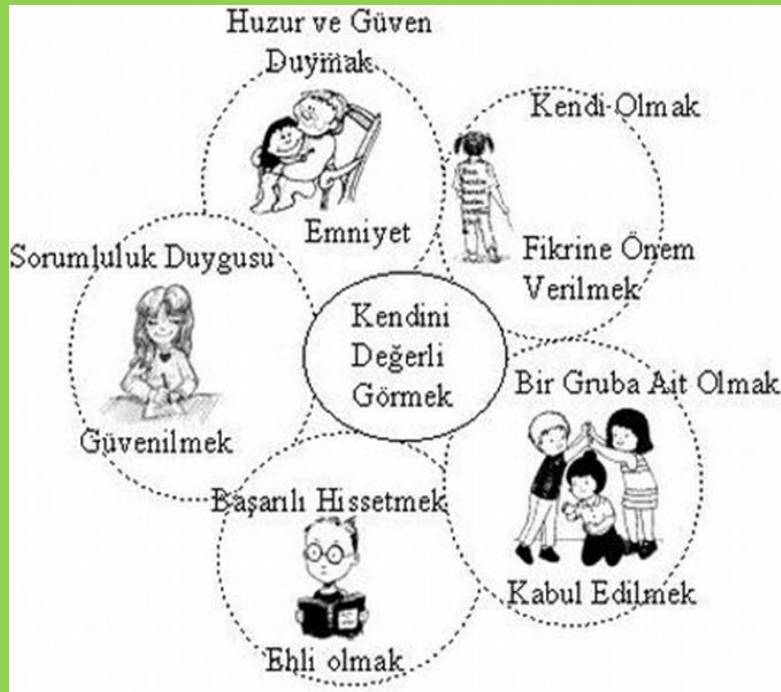 Huzur ve Güven
Duymak
Emniyet
Kendi-Olmak
Fikrine Önem
Verilmek
Sorumluluk Duygusu
Güvenilmek
Kendini
Değerli
Görmek
Bir Gruba Ait Olmak
Kabul Edilmek
Başarılı Hissetmek
Ehli olmak